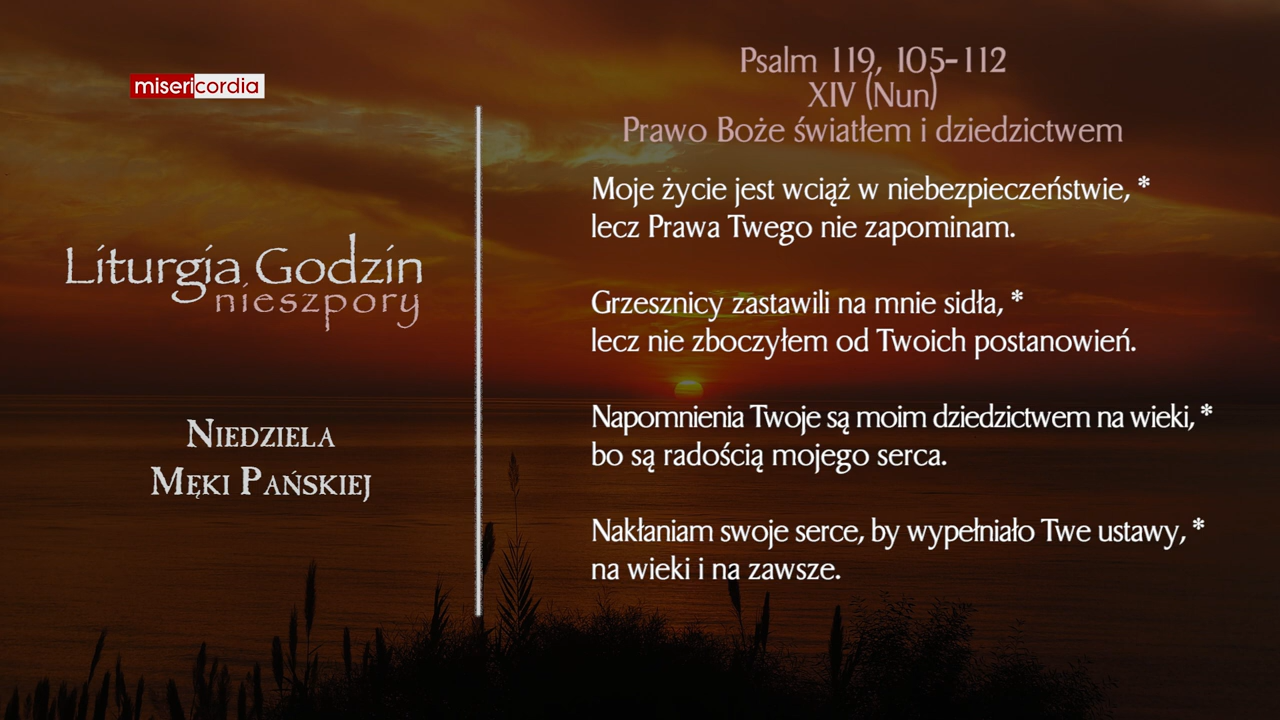 misericordia
Liturgia Godzin
nieszpory
Niedziela
Męki Pańskiej
Psalm 119, 105-112
XIV (Nun)
Prawo Boże światłem i dziedzictwem
Moje życie jest wciąż w niebezpieczeństwie, *
lecz Prawa Twego nie zapominam.
Grzesznicy zastawili na mnie sidła, *
lecz nie zboczyłem od Twoich postanowień.
Napomnienia Twoje są moim dziedzictwem na wieki, *
bo są radością mojego serca.
Nakłaniam swoje serce, by wypełniało Twe ustawy, *
na wieki i na zawsze.